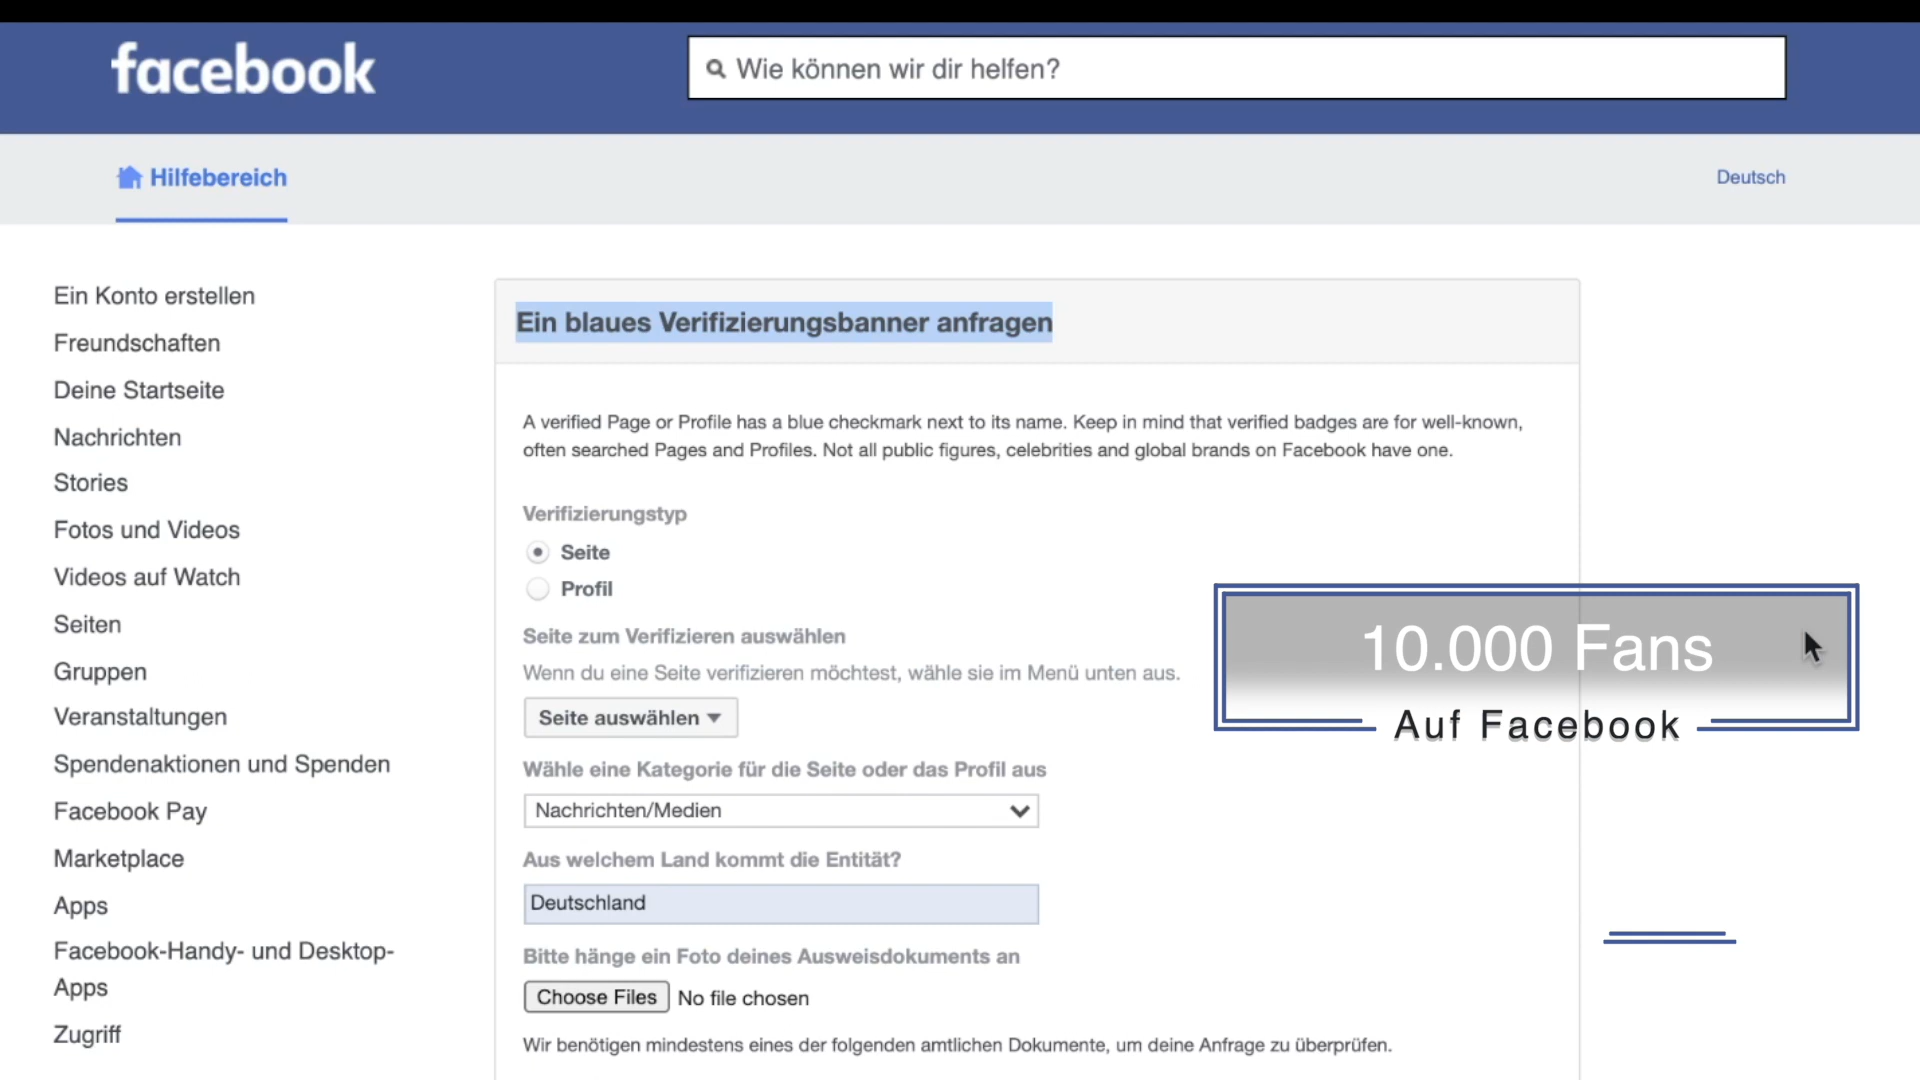 facebook
Wie können wir dir helfen?
Hilfebereich
Deutsch
Ein Konto erstellen
Freundschaften
Deine Startseite
Nachrichten
Stories
Fotos und Videos
Videos auf Watch
Seiten
Gruppen
Veranstaltungen
Spendenaktionen und Spenden
Facebook Pay
Marketplace
Apps
Facebook-Handy- und Desktop-
Apps
Zugriff
Ein blaues Verifizierungsbanner anfragen
A verified Page or Profile has a blue checkmark next to its name. Keep in mind that verified badges are for well-known,
often searched Pages and Profiles. Not all public figures, celebrities and global brands on Facebook have one.
Verifizierungstyp
Seite
Profil
Seite zum Verifizieren auswählen
Wenn du eine Seite verifizieren möchtest, wähle sie im Menü unten aus.
Seite auswählen
Wähle eine Kategorie für die Seite oder das Profil aus
Nachrichten/Medien
Aus welchem Land kommt die Entität?
Deutschland
Bitte hänge ein Foto deines Ausweisdokuments an
Choose Files No file chosen
Wir benötigen mindestens eines der folgenden amtlichen Dokumente, um deine Anfrage zu überprüfen.
10.000 Fans
Auf Facebook